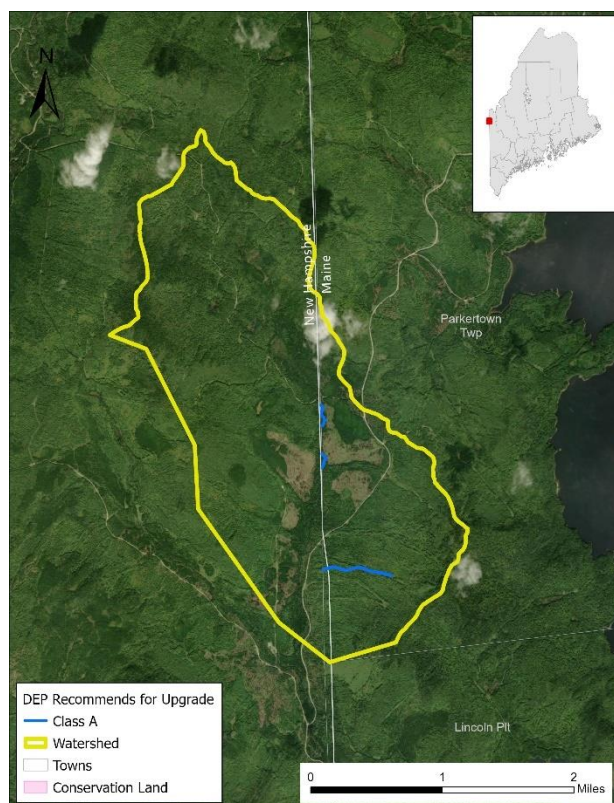 N
New Hampshire
Maine
Parkertown
Twp
DEP Recommends for Upgrade
Class A
Watershed
Towns
Conservation Land
Lincoln Plt
0 1 2
Miles